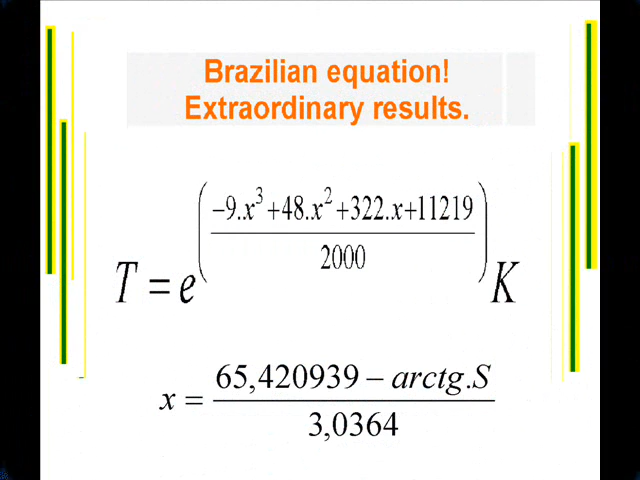 Brazilian equation!
Extraordinary results.
T = e^((-9.x^3 +48.x^2 +322.x+11219)/2000) K
x = (65,420939 – arctg.S)/3,0364